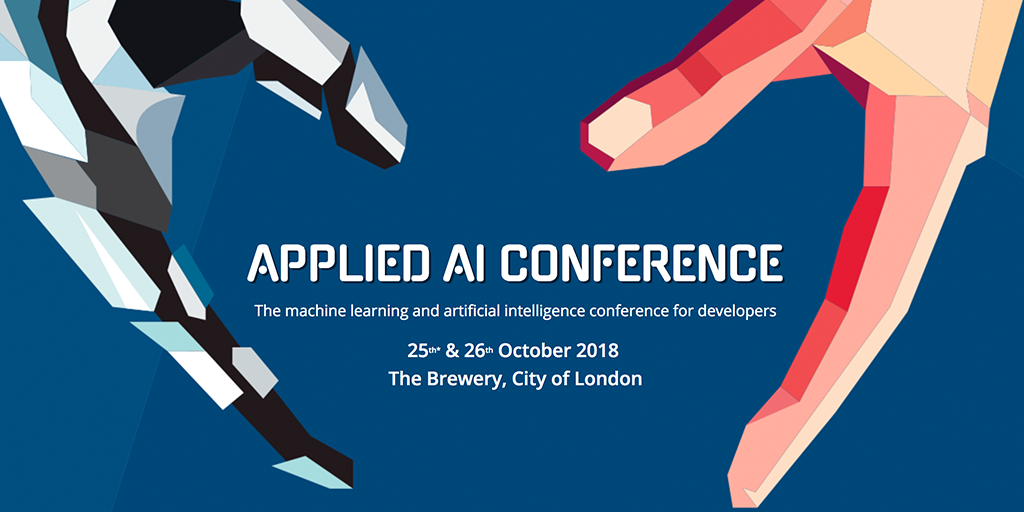 APPLIED AI CONFERENCE
The machine learning and artificial intelligence conference for developers
25th* & 26th October 2018
The Brewery, City of London